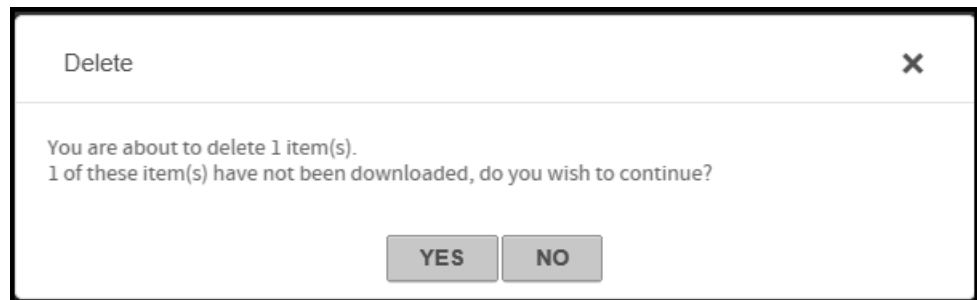 Delete
You are about to delete 1 item(s).
1 of these item(s) have not been downloaded, do you wish to continue?
YES NO